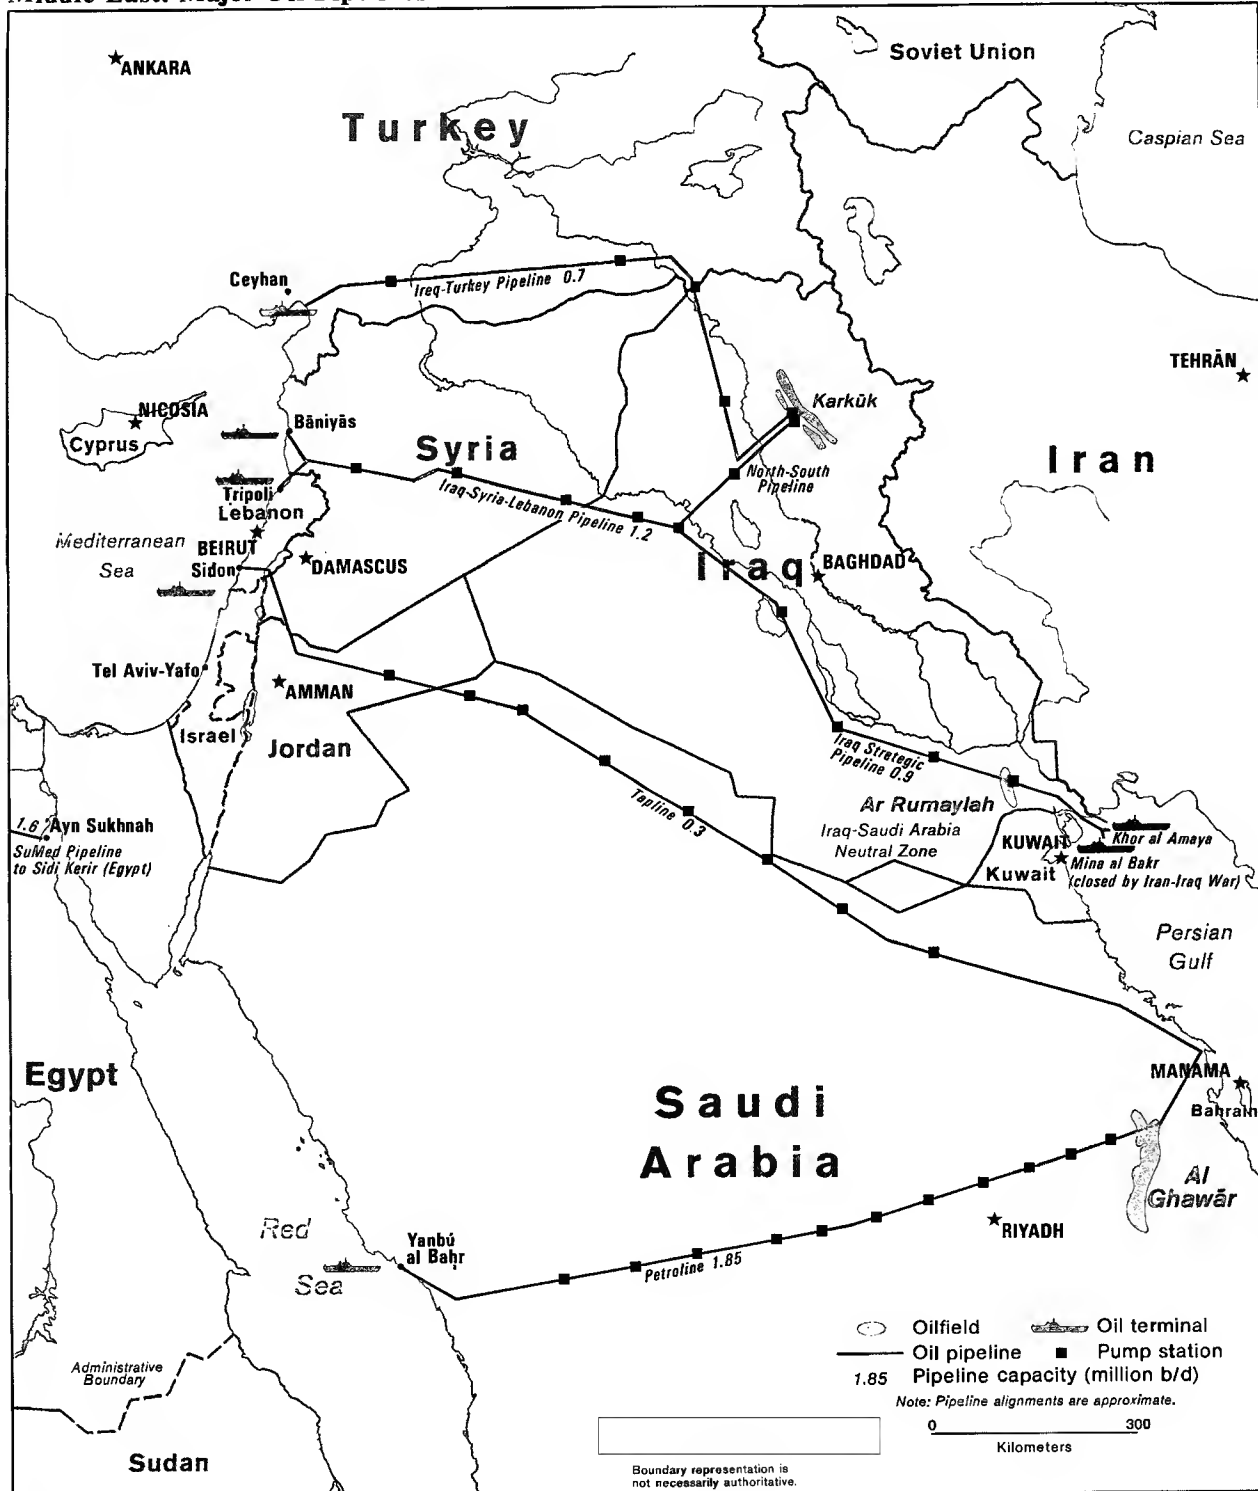 ANKARA
Soviet Union
Turkey
Caspian Sea
Ceyhan
Ireq-Turkey Pipeline 0.7
TEHRĀN
NICOSIA
Karkūk
Cyprus
Bāniyās
Syria
Iran
North-South
Pipeline
Tripoli
Iraq-Syria-Lebanon Pipeline 1.2
Lebanon
Mediterranean
Sea
BEIRUT
Sidon
DAMASCUS
Iraq
BAGHDAD
Tel Aviv-Yafo
AMMAN
Israel
Jordan
Iraq Stretegic
Pipeline 0.9
Tapline 0.3
Ar Rumaylah
1.6
'Ayn Sukhnah
SuMed Pipeline
to Sidi Kerir (Egypt)
Iraq-Saudi Arabia
Neutral Zone
KUWAIT
Kuwait
Khor al Amaya
Mina al Bakr
(closed by Iran-Iraq War)
Persian
Gulf
Egypt
Saudi
Arabia
MANAMA
Bahrain
Al
Ghawār
Red
Sea
Yanbú
al Baḥr
RIYADH
Petroline 1.85
Oilfield
Oil terminal
Oil pipeline
Pump station
1.85 Pipeline capacity (million b/d)
Note: Pipeline alignments are approximate.
0 300
Kilometers
Administrative
Boundary
Sudan
Boundary representation is
not necessarily authoritative.